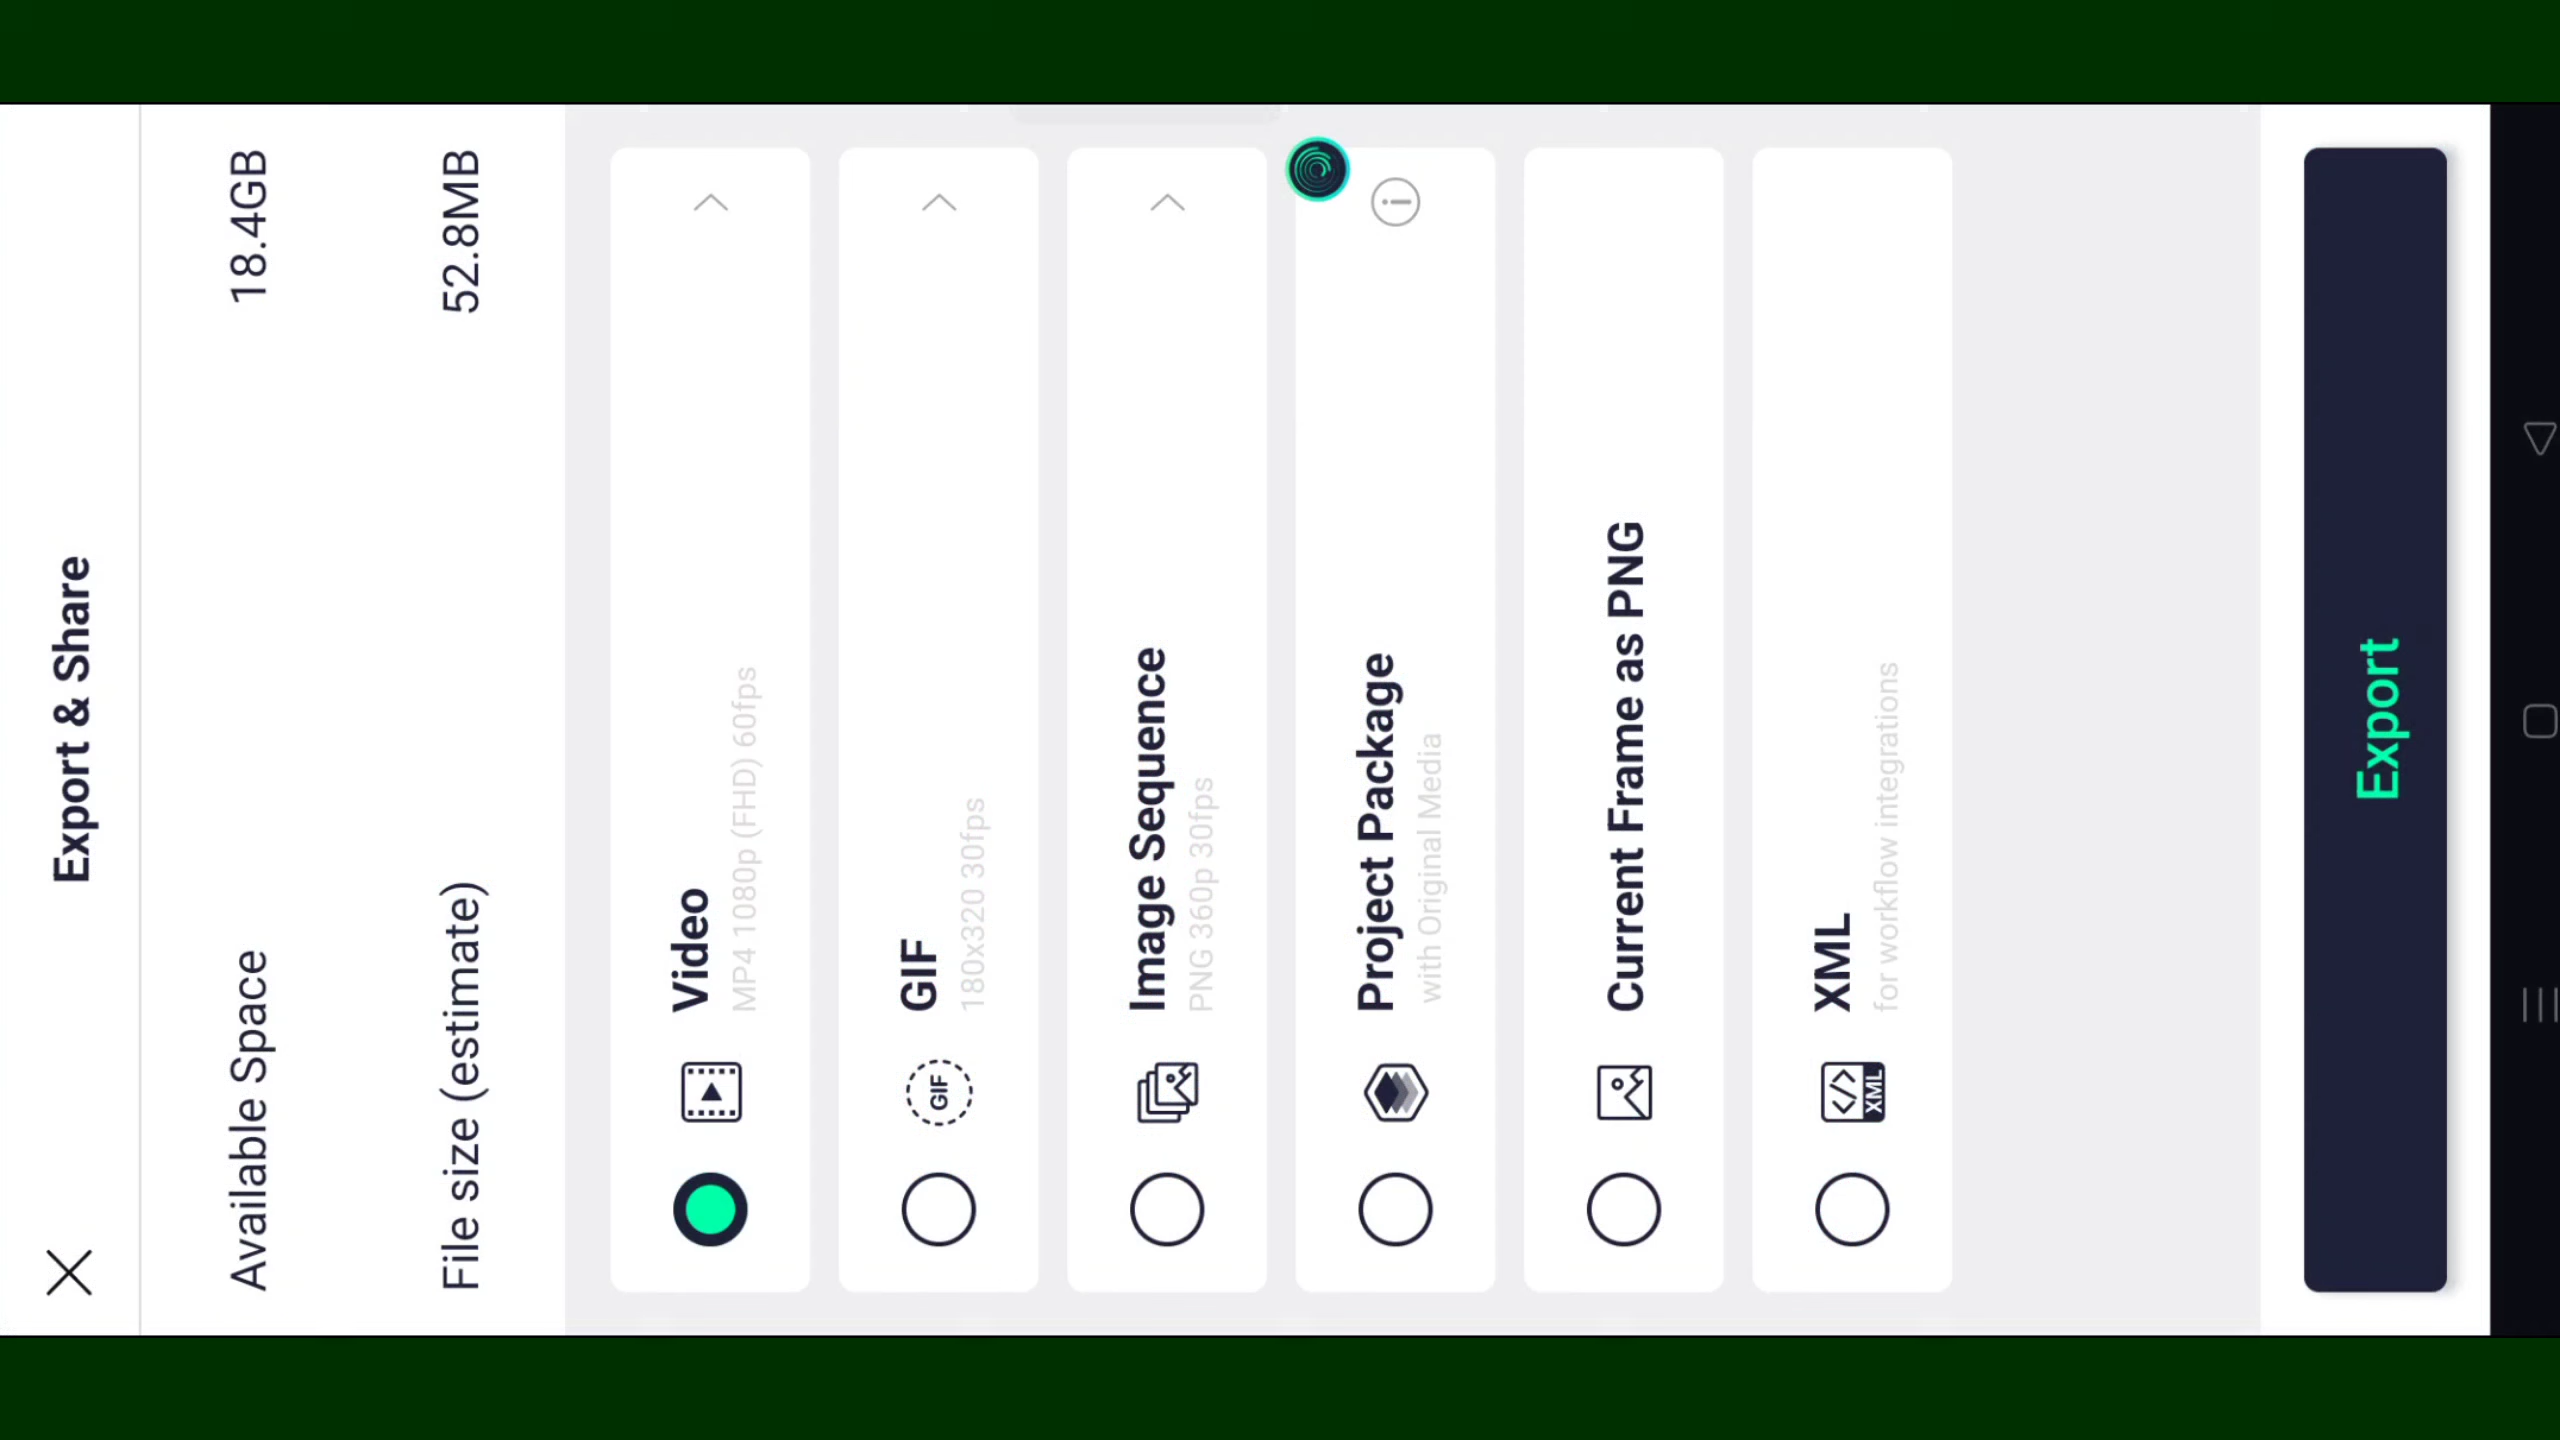 Export & Share
Available Space 18.4GB
File size (estimate) 52.8MB
Video
MP4 1080p (FHD) 60fps
GIF
GIF
180x320 30fps
Image Sequence
PNG 360p 30fps
Project Package
with Original Media
Current Frame as PNG
XML
XML
for workflow integrations
Export